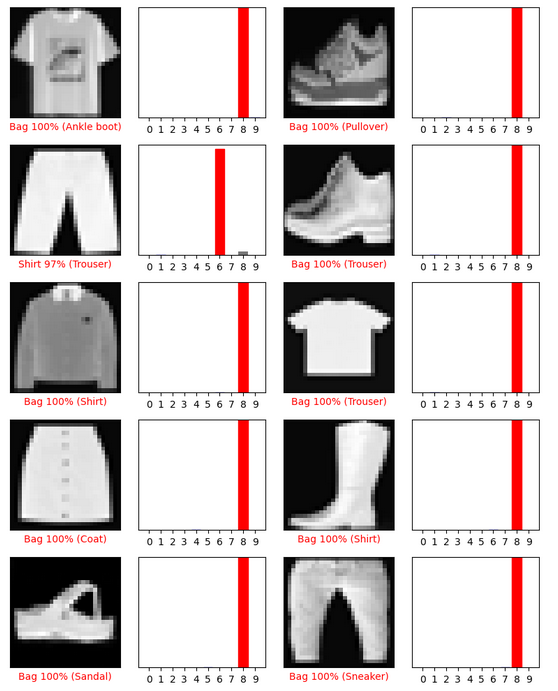 0 1 2 3 4 5 6 7 8 9 0 1 2 3 4 5 6 7 8 9
Bag 100% (Ankle boot) Bag 100% (Pullover)
0 1 2 3 4 5 6 7 8 9 0 1 2 3 4 5 6 7 8 9
Shirt 97% (Trouser) Bag 100% (Trouser)
0 1 2 3 4 5 6 7 8 9 0 1 2 3 4 5 6 7 8 9
Bag 100% (Shirt) Bag 100% (Trouser)
0 1 2 3 4 5 6 7 8 9 0 1 2 3 4 5 6 7 8 9
Bag 100% (Coat) Bag 100% (Shirt)
0 1 2 3 4 5 6 7 8 9 0 1 2 3 4 5 6 7 8 9
Bag 100% (Sandal) Bag 100% (Sneaker)